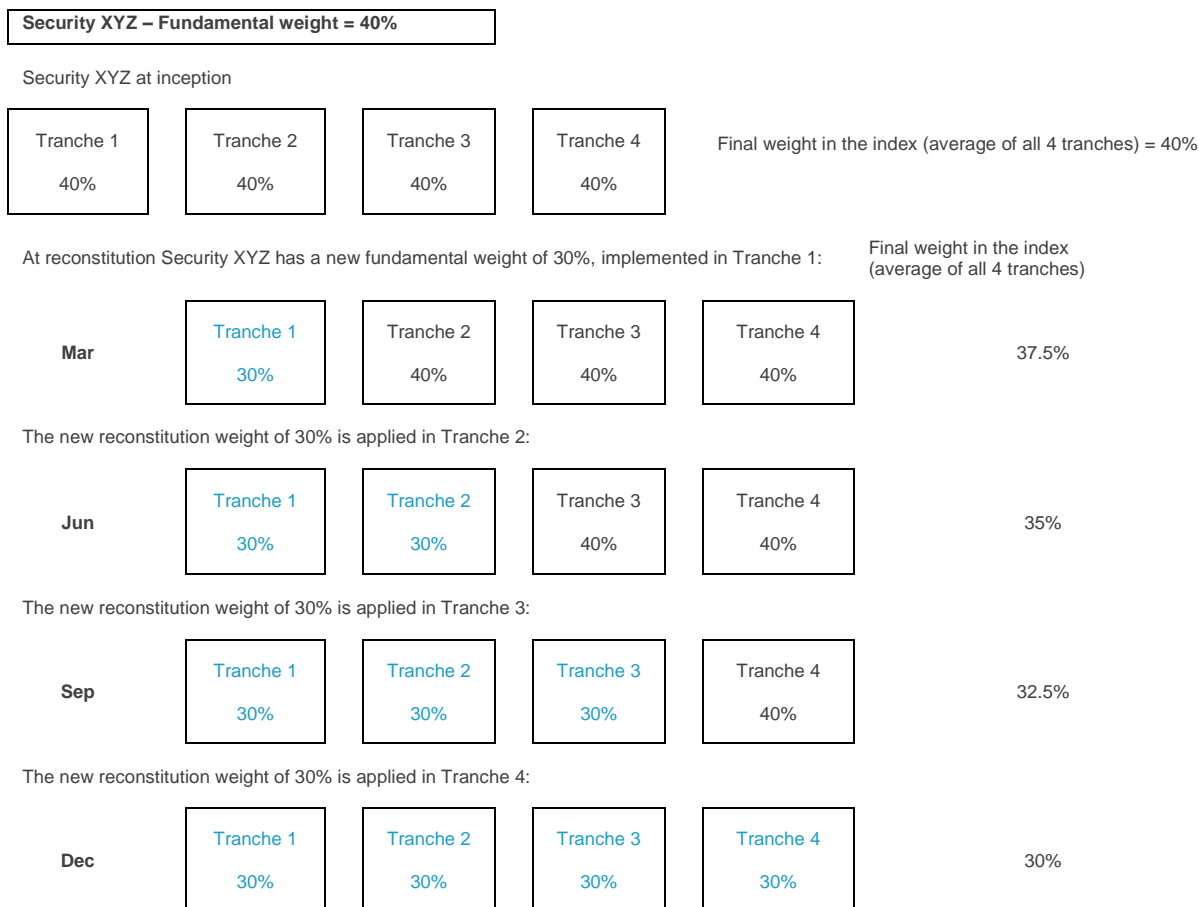 Security XYZ – Fundamental weight = 40%
Security XYZ at inception
Tranche 1 Tranche 2 Tranche 3 Tranche 4
Final weight in the index (average of all 4 tranches) = 40%
40% 40% 40% 40%
At reconstitution Security XYZ has a new fundamental weight of 30%, implemented in Tranche 1:
Final weight in the index
(average of all 4 tranches)
Tranche 1 Tranche 2 Tranche 3 Tranche 4
Mar 37.5%
30% 40% 40% 40%
The new reconstitution weight of 30% is applied in Tranche 2:
Tranche 1 Tranche 2 Tranche 3 Tranche 4
Jun 35%
30% 30% 40% 40%
The new reconstitution weight of 30% is applied in Tranche 3:
Tranche 1 Tranche 2 Tranche 3 Tranche 4
Sep 32.5%
30% 30% 30% 40%
The new reconstitution weight of 30% is applied in Tranche 4:
Tranche 1 Tranche 2 Tranche 3 Tranche 4
Dec 30%
30% 30% 30% 30%